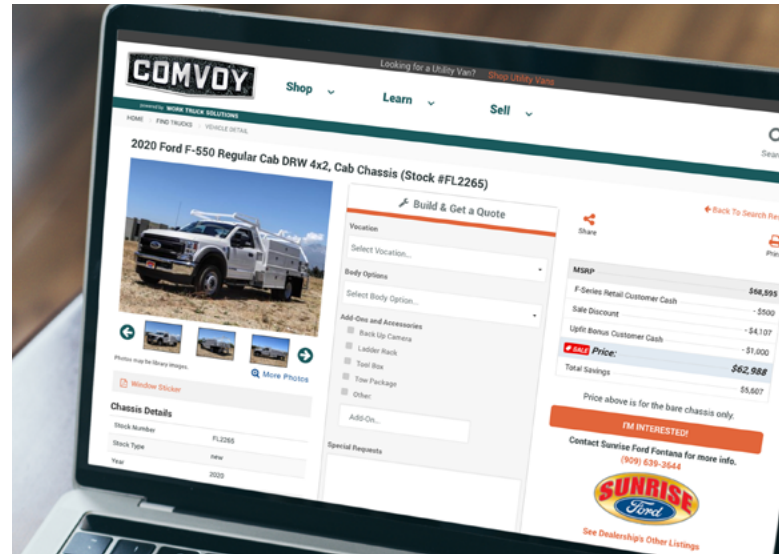 Looking for a Utility Van? Shop Utility Vans
COMVOY
Shop
Learn
Sell
powered by WORK TRUCK SOLUTIONS
HOME
FIND TRUCKS
VEHICLE DETAIL
2020 Ford F-550 Regular Cab DRW 4x2, Cab Chassis (Stock #FL2265)
Photos may be library images.
More Photos
Window Sticker
Chassis Details
Stock Number FL2265
Stock Type new
Year 2020
Build & Get a Quote
Vocation
Select Vocation...
Body Options
Select Body Option...
Add-Ons and Accessories
Back Up Camera
Ladder Rack
Tool Box
Tow Package
Other
Add-On...
Special Requests
Share
Back To Search
MSRP $68,595
F-Series Retail Customer Cash - $500
Sale Discount - $4,107
Upfit Bonus Customer Cash - $1,000
SALE Price: $62,988
Total Savings $5,607
Price above is for the bare chassis only.
I'M INTERESTED!
Contact Sunrise Ford Fontana for more info.
(909) 639-3644
SUNRISE
Ford
See Dealership's Other Listings